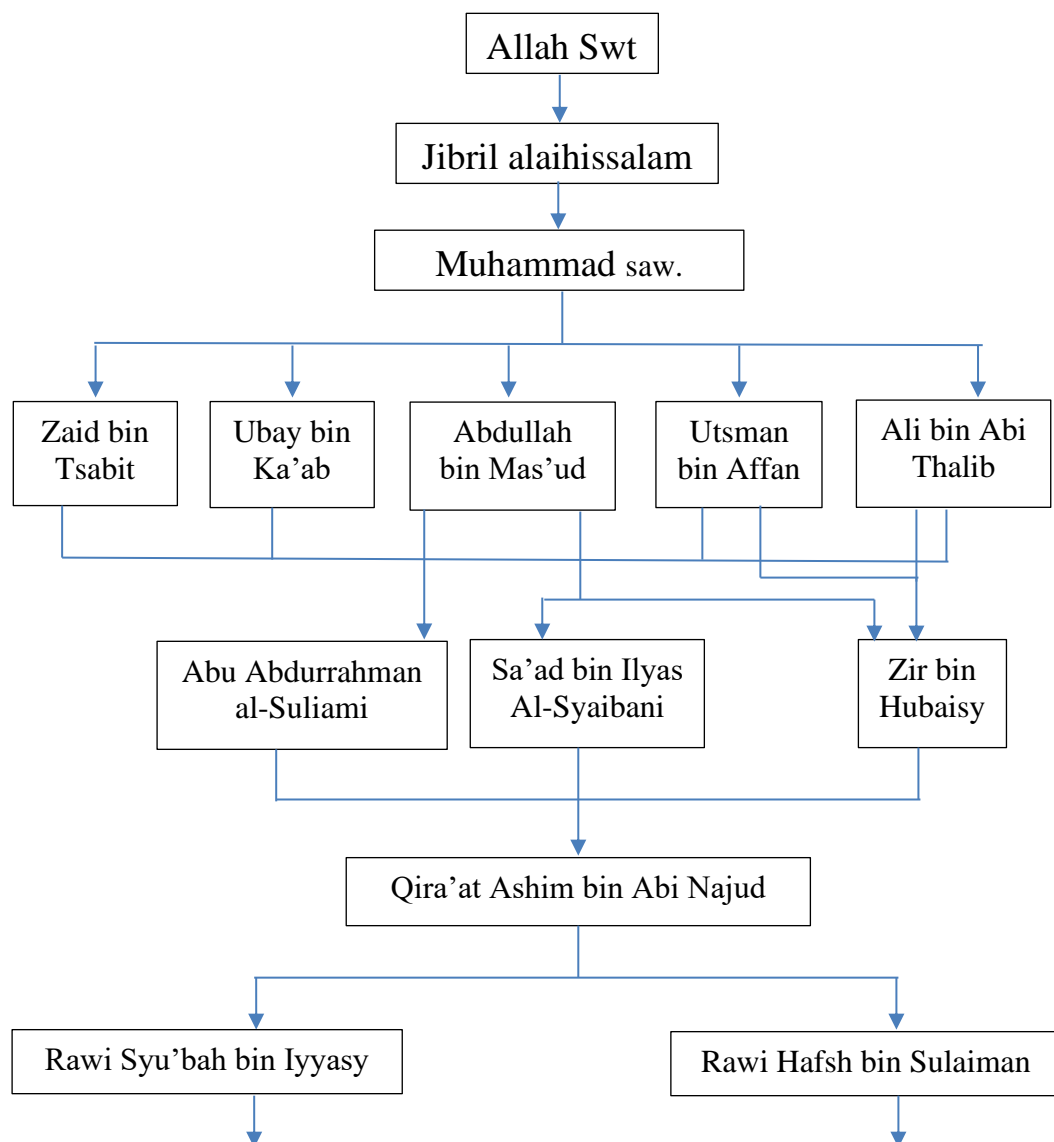 Allah Swt
Jibril alaihissalam
Muhammad saw.
Zaid bin
Tsabit
Ubay bin
Ka’ab
Abdullah
bin Mas’ud
Utsman
bin Affan
Ali bin Abi
Thalib
Abu Abdurrahman
al-Suliami
Sa’ad bin Ilyas
Al-Syaibani
Zir bin
Hubaisy
Qira’at Ashim bin Abi Najud
Rawi Syu’bah bin Iyyasy
Rawi Hafsh bin Sulaiman